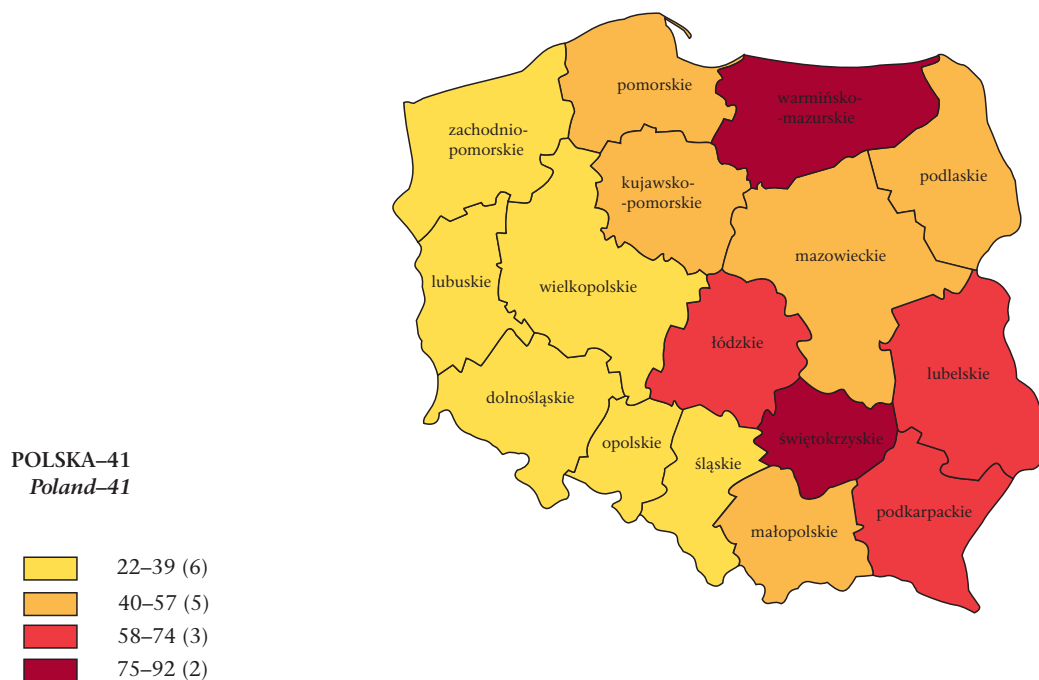 pomorskie
warmińsko-
-mazurskie
zachodnio-
pomorskie
podlaskie
kujawsko-
-pomorskie
mazowieckie
lubuskie
wielkopolskie
łódzkie
lubelskie
dolnośląskie
opolskie
świętokrzyskie
śląskie
podkarpackie
małopolskie
POLSKA–41
Poland–41
22–39 (6)
40–57 (5)
58–74 (3)
75–92 (2)